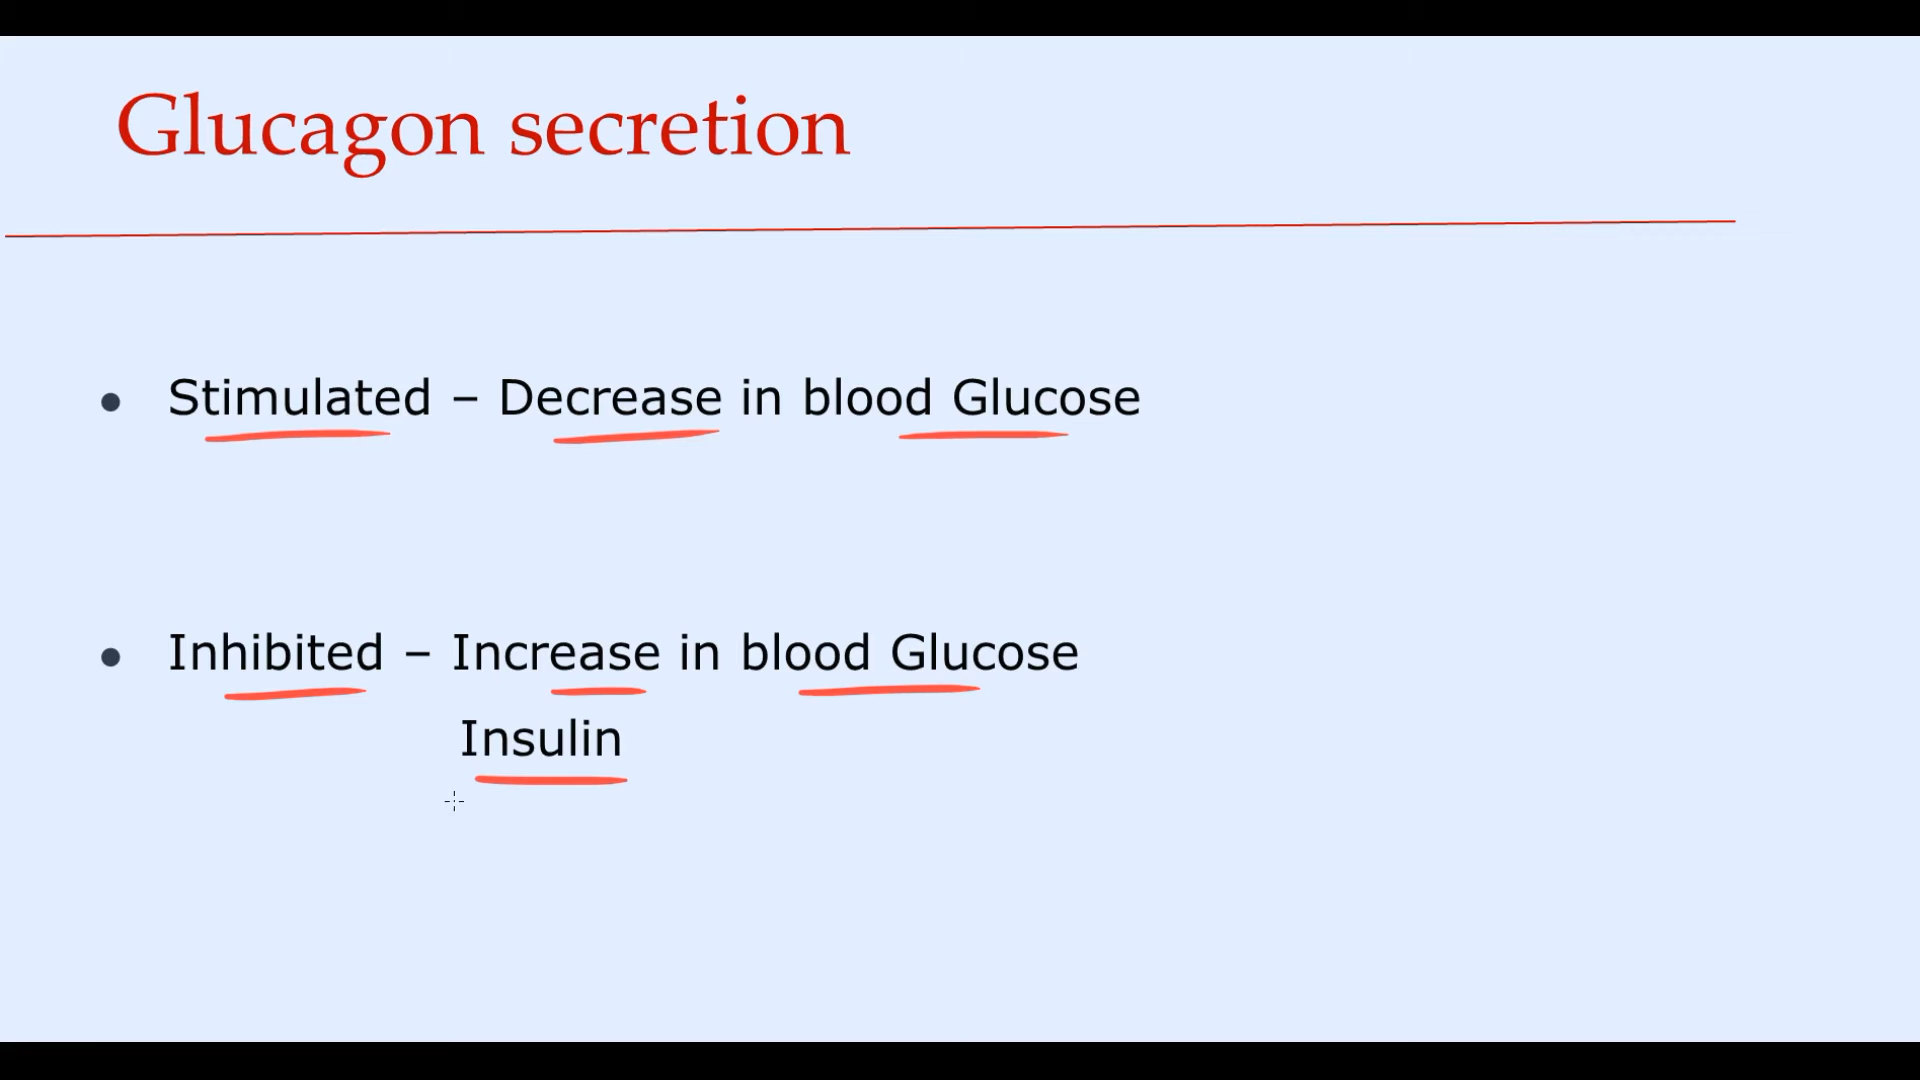 Glucagon secretion
● Stimulated – Decrease in blood Glucose
● Inhibited – Increase in blood Glucose
Insulin